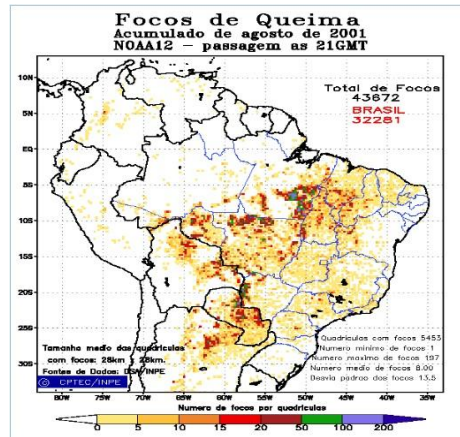 Focos de Queima
Acumulado de agosto de 2001
NOAA12 – passagem as 21GMT
Total de Focos
43672
BRASIL
32281
10N
5N
EQ
5S
10S
15S
20S
25S
30S
Quadriculas com focos 5453
Numero minimo de focos 1
Numero maximo de focos 197
Numero medio de focos 8.00
Desvio padrao dos focos 13.5
Tamanho medio das quadriculas
com focos: 28km x 28km.
Fontes de Dados: DSA/INPE
© CPTEC/INPE
80W 75W 70W 65W 60W 55W 50W 45W 40W 35W
Numero de focos por quadriculas
0 5 10 15 20 50 100 200